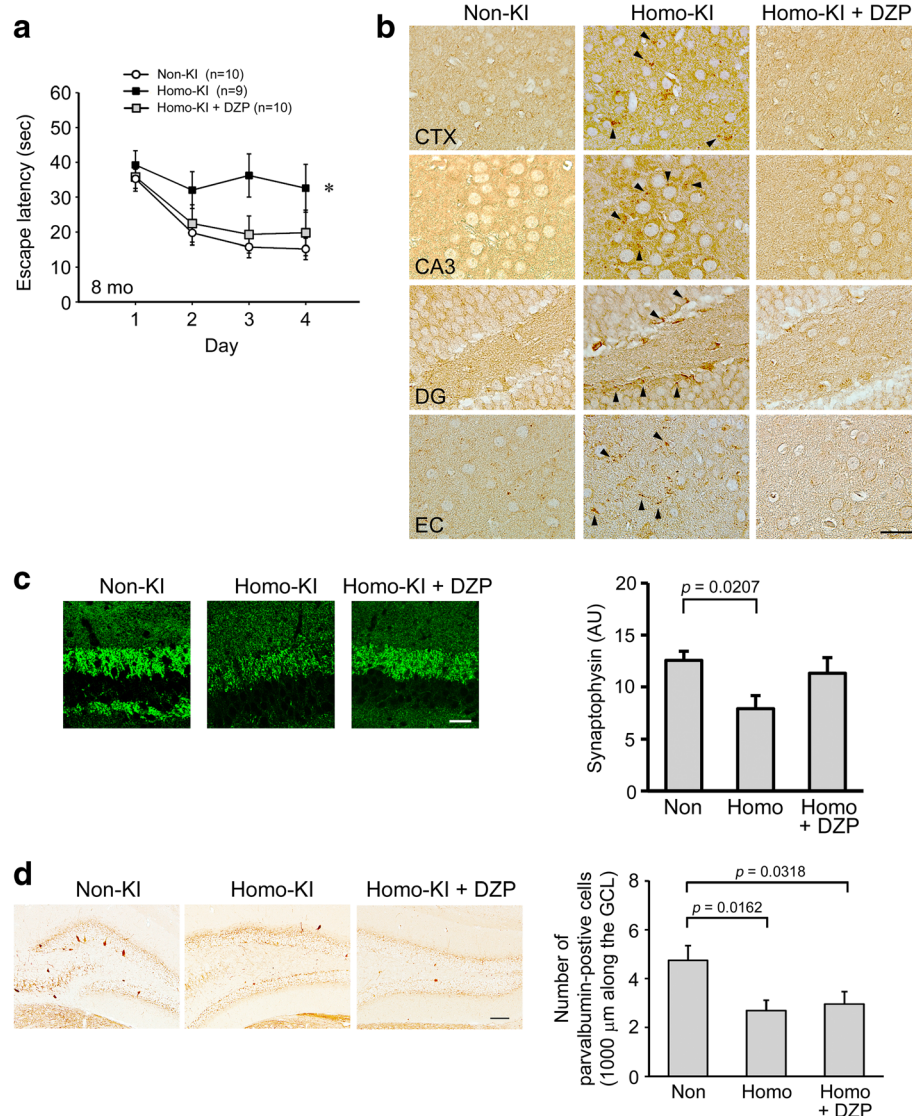 a
Non-KI (n=10)
Homo-KI (n=9)
Homo-KI + DZP (n=10)
Escape latency (sec)
60
50
40
30
20
10
0
*
8 mo
1 2 3 4
Day
b
Non-KI Homo-KI Homo-KI + DZP
CTX
CA3
DG
EC
c
Non-KI Homo-KI Homo-KI + DZP
Synaptophysin (AU)
20
15
10
5
0
p = 0.0207
Non Homo Homo
+ DZP
d
Non-KI Homo-KI Homo-KI + DZP
Number of
parvalbumin-postive cells
(1000 µm along the GCL)
8
6
4
2
0
p = 0.0318
p = 0.0162
Non Homo Homo
+ DZP